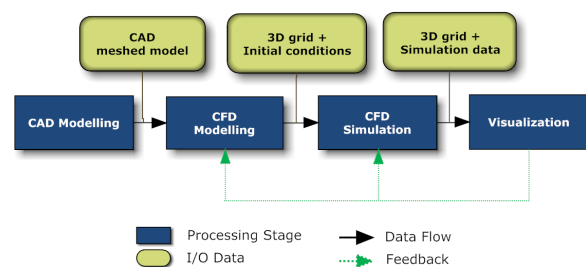 CAD
meshed model
3D grid +
Initial conditions
3D grid +
Simulation data
CAD Modelling
CFD
Modelling
CFD
Simulation
Visualization
Processing Stage
Data Flow
I/O Data
Feedback